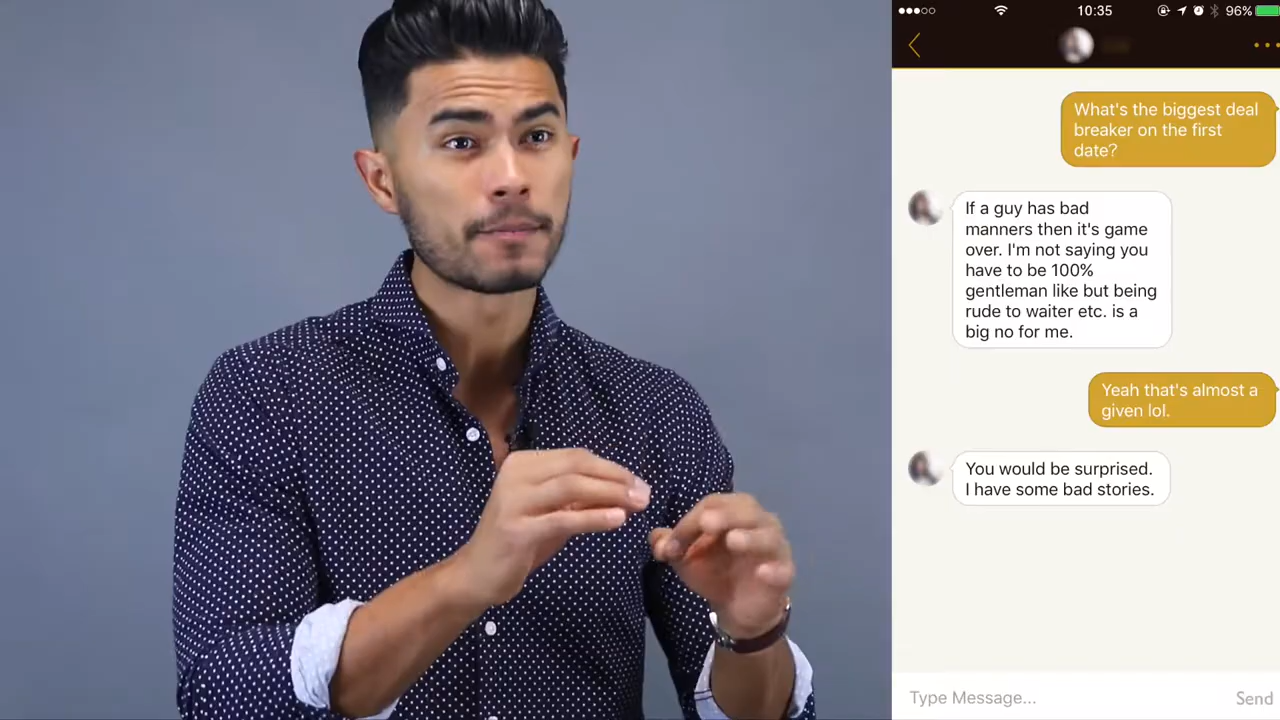 10:35
96%
What's the biggest deal
breaker on the first
date?
If a guy has bad
manners then it's game
over. I'm not saying you
have to be 100%
gentleman like but being
rude to waiter etc. is a
big no for me.
Yeah that's almost a
given lol.
You would be surprised.
I have some bad stories.
Type Message...
Send